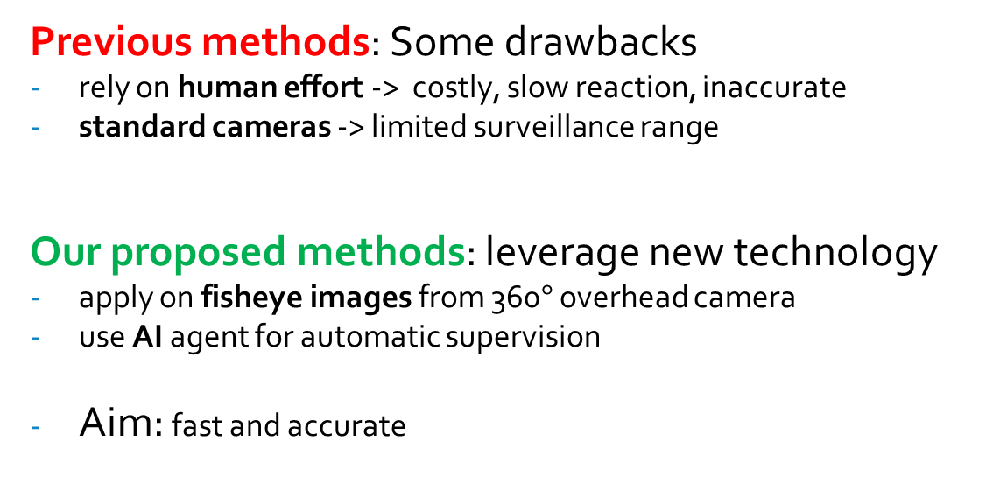 Previous methods: Some drawbacks
- rely on human effort -> costly, slow reaction, inaccurate
- standard cameras -> limited surveillance range
Our proposed methods: leverage new technology
- apply on fisheye images from 360° overhead camera
- use AI agent for automatic supervision
- Aim: fast and accurate